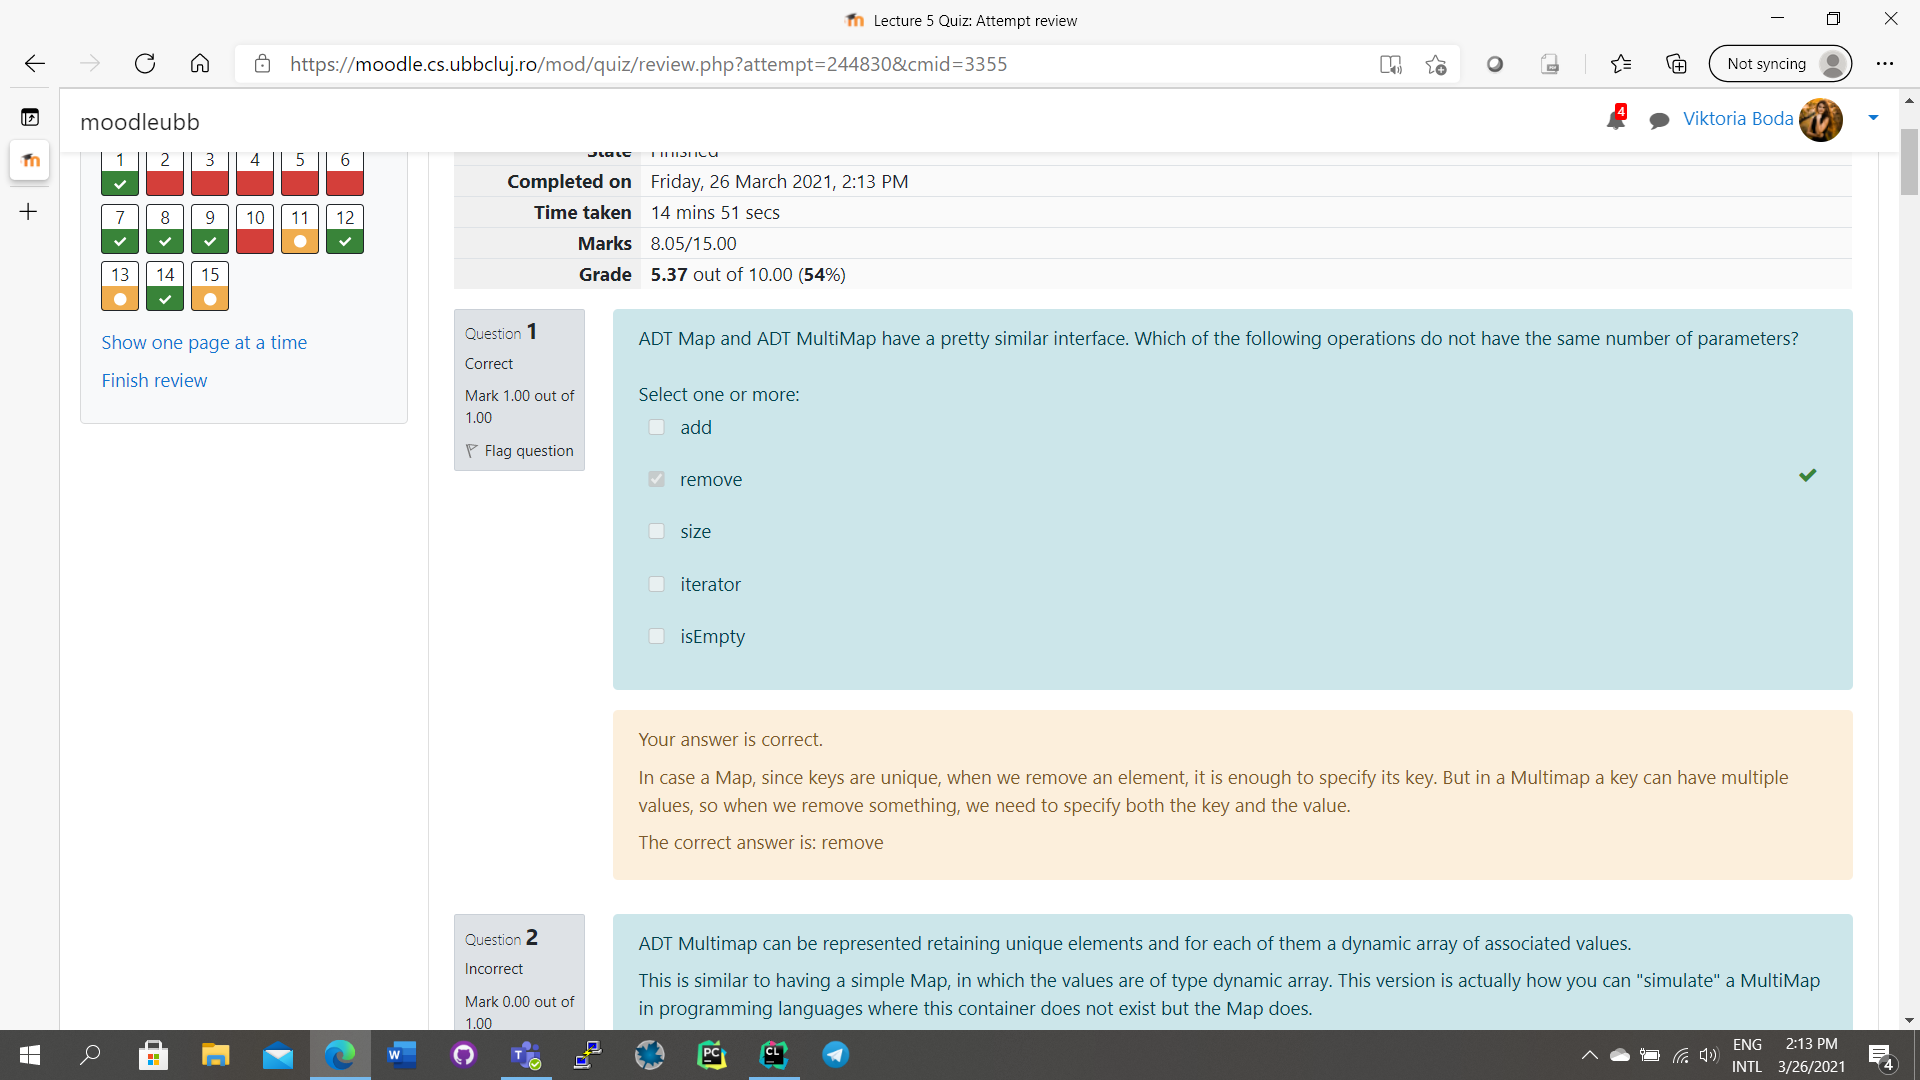 Lecture 5 Quiz: Attempt review
https://moodle.cs.ubbcluj.ro/mod/quiz/review.php?attempt=244830&cmid=3355
Not syncing
moodleubb
4
Viktoria Boda
1 2 3 4 5 6
7 8 9 10 11 12
13 14 15
Show one page at a time
Finish review
State Finished
Completed on Friday, 26 March 2021, 2:13 PM
Time taken 14 mins 51 secs
Marks 8.05/15.00
Grade 5.37 out of 10.00 (54%)
Question 1
Correct
Mark 1.00 out of
1.00
Flag question
ADT Map and ADT MultiMap have a pretty similar interface. Which of the following operations do not have the same number of parameters?
Select one or more:
add
remove
size
iterator
isEmpty
Your answer is correct.
In case a Map, since keys are unique, when we remove an element, it is enough to specify its key. But in a Multimap a key can have multiple
values, so when we remove something, we need to specify both the key and the value.
The correct answer is: remove
Question 2
Incorrect
Mark 0.00 out of
1.00
ADT Multimap can be represented retaining unique elements and for each of them a dynamic array of associated values.
This is similar to having a simple Map, in which the values are of type dynamic array. This version is actually how you can "simulate" a MultiMap
in programming languages where this container does not exist but the Map does.
ENG
INTL
2:13 PM
3/26/2021
4